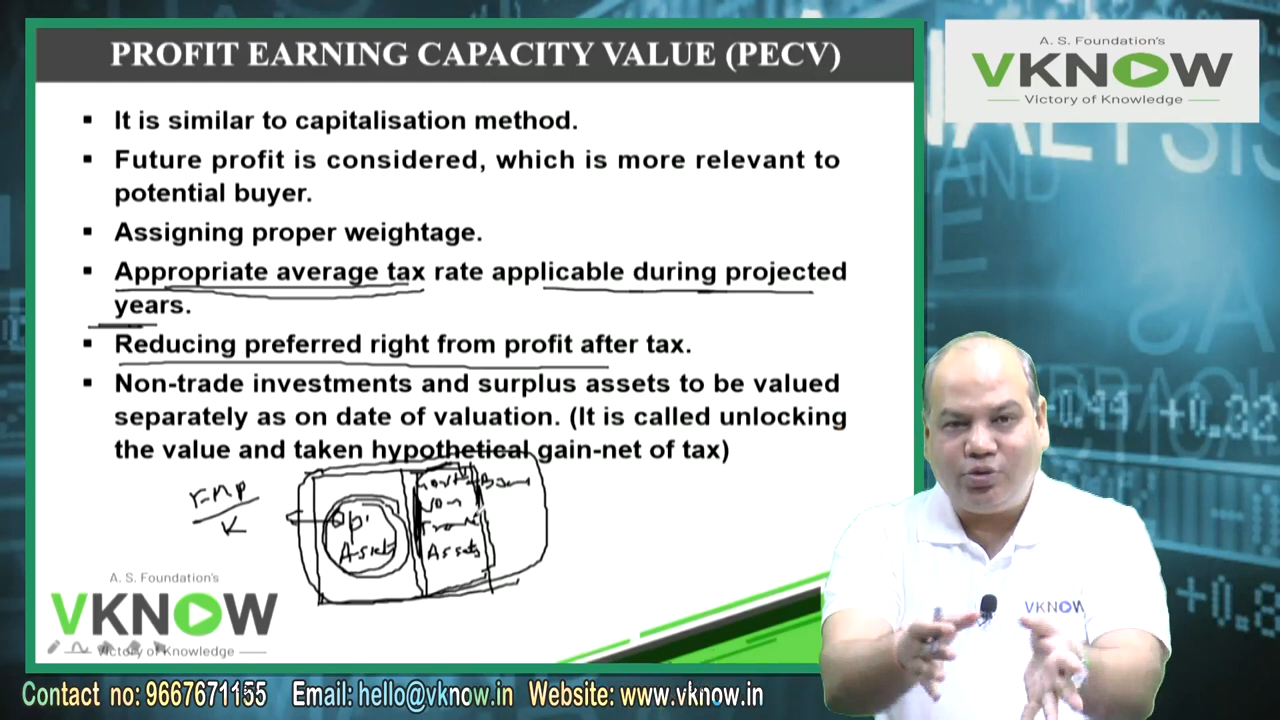 PROFIT EARNING CAPACITY VALUE (PECV)
A. S. Foundation's
VKNOW
Victory of Knowledge
▪ It is similar to capitalisation method.
▪ Future profit is considered, which is more relevant to
potential buyer.
▪ Assigning proper weightage.
▪ Appropriate average tax rate applicable during projected
years.
▪ Reducing preferred right from profit after tax.
▪ Non-trade investments and surplus assets to be valued
separately as on date of valuation. (It is called unlocking
the value and taken hypothetical gain-net of tax)
K
Op.
Assets
Non
Trade
Assets
A. S. Foundation's
VKNOW
Victory of Knowledge
VKNOW
AND
+0.32
Contact no: 9667671155 Email: hello@vknow.in Website: www.vknow.in